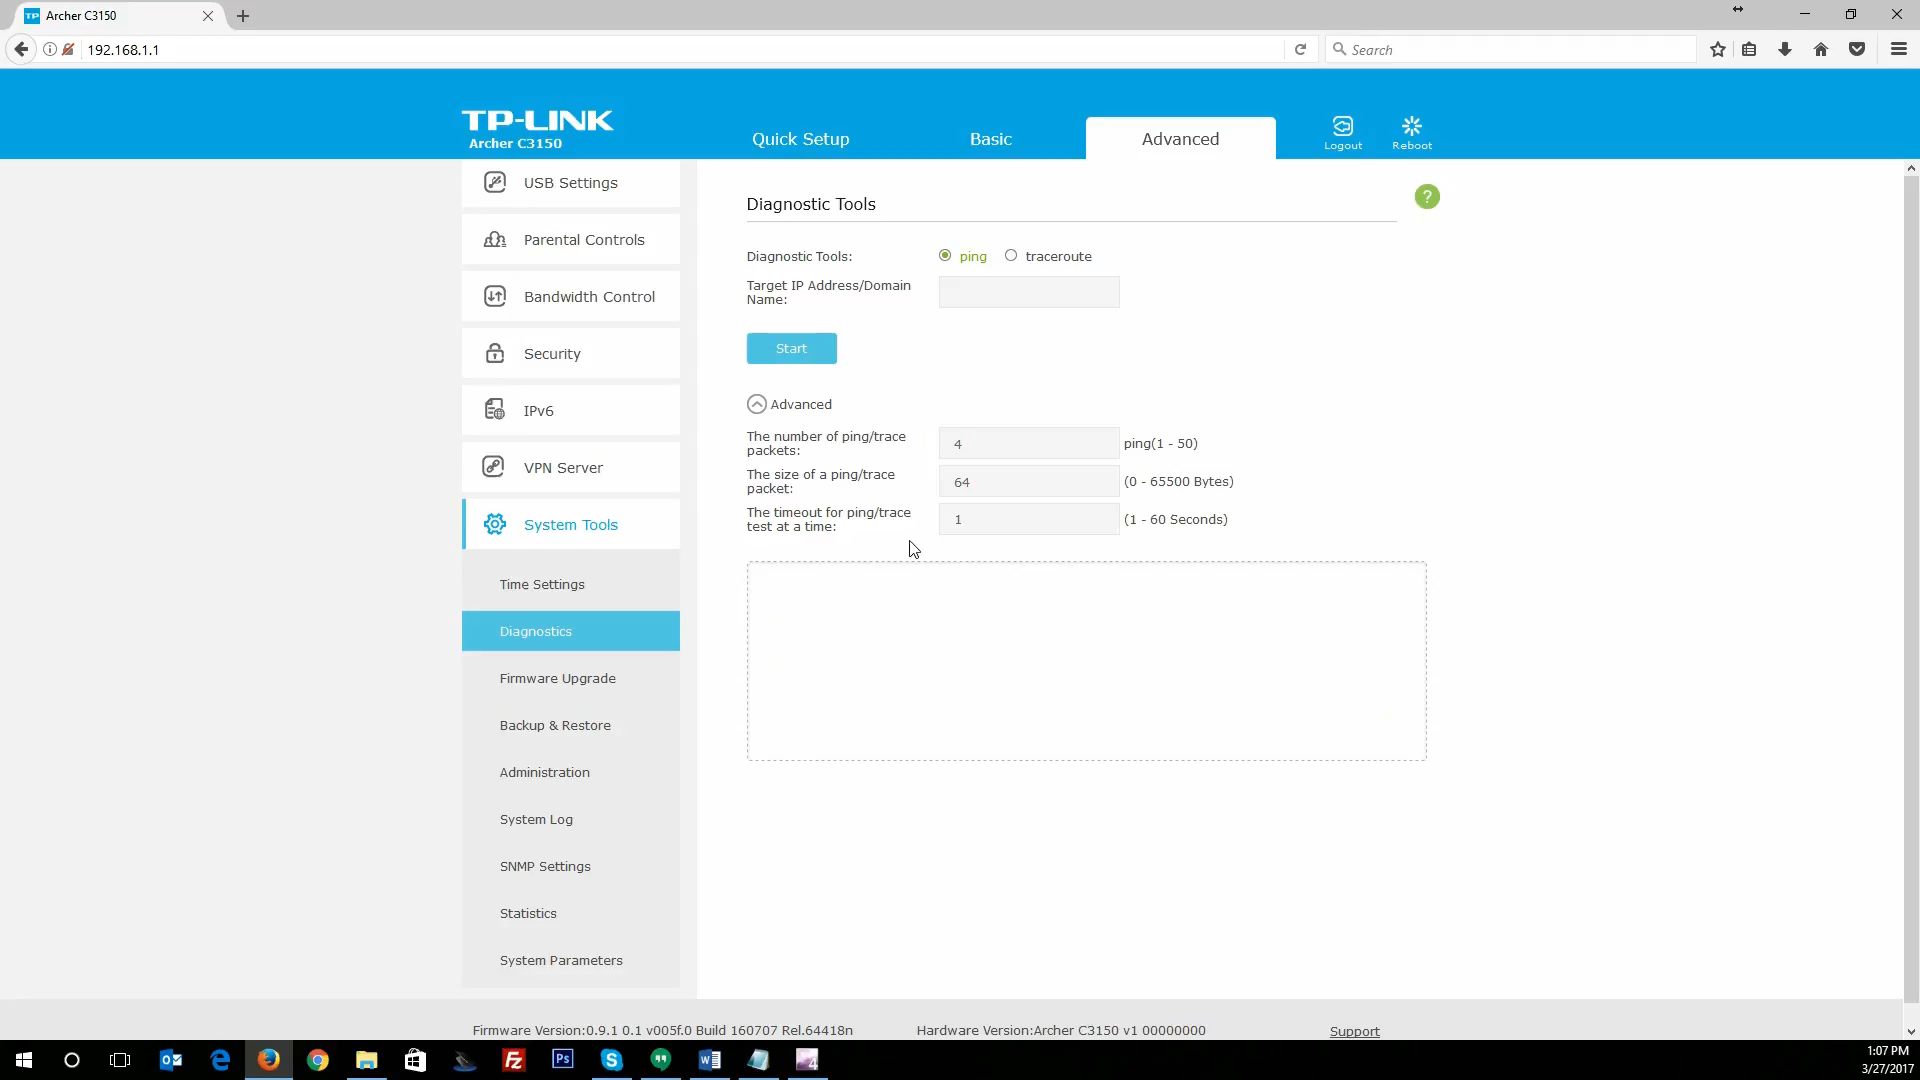 TP Archer C3150
192.168.1.1
Search
TP-LINK
Archer C3150
Quick Setup
Basic
Advanced
Logout
Reboot
USB Settings
Parental Controls
Bandwidth Control
Security
IPv6
VPN Server
System Tools
Time Settings
Diagnostics
Firmware Upgrade
Backup & Restore
Administration
System Log
SNMP Settings
Statistics
System Parameters
Diagnostic Tools
?
Diagnostic Tools:
ping
traceroute
Target IP Address/Domain
Name:
Start
Advanced
The number of ping/trace
packets:
4
ping(1 - 50)
The size of a ping/trace
packet:
64
(0 - 65500 Bytes)
The timeout for ping/trace
test at a time:
1
(1 - 60 Seconds)
Firmware Version:0.9.1 0.1 v005f.0 Build 160707 Rel.64418n
Hardware Version:Archer C3150 v1 00000000
Support
1:07 PM
3/27/2017